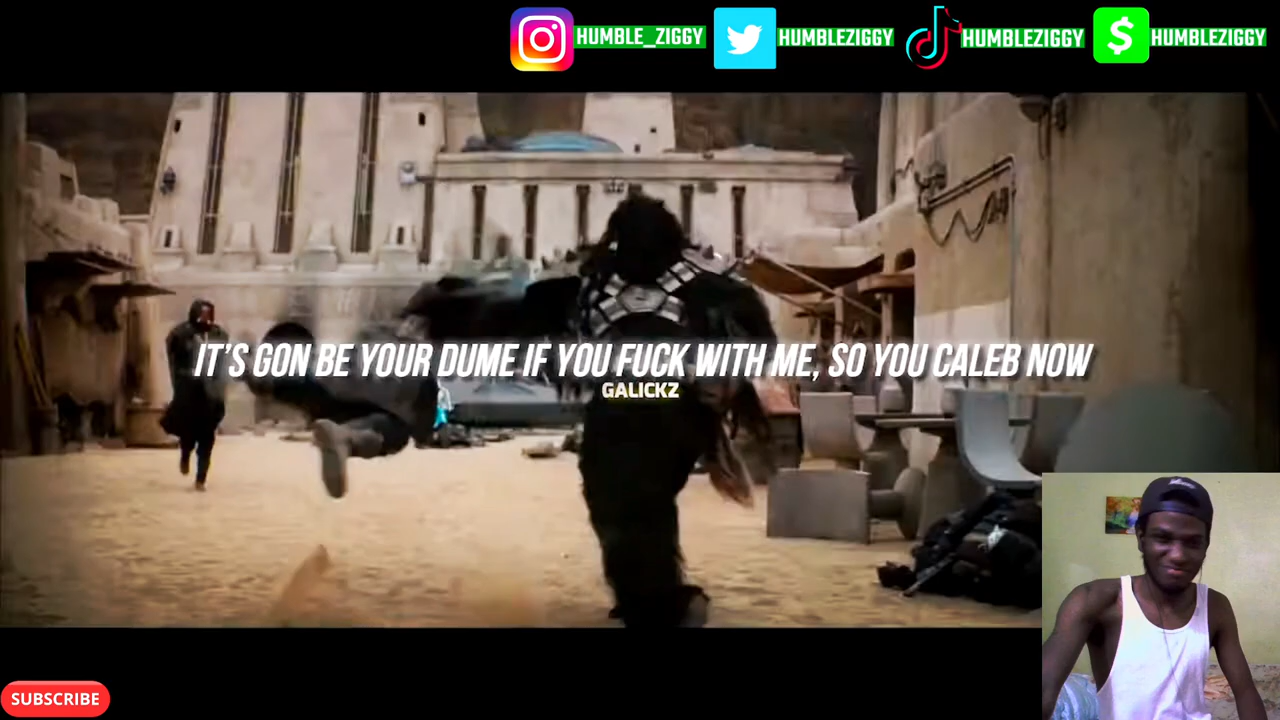 HUMBLE_ZIGGY
HUMBLEZIGGY
HUMBLEZIGGY
HUMBLEZIGGY
IT'S GON BE YOUR DUME IF YOU FUCK WITH ME, SO YOU CALEB NOW
GALICKZ
SUBSCRIBE